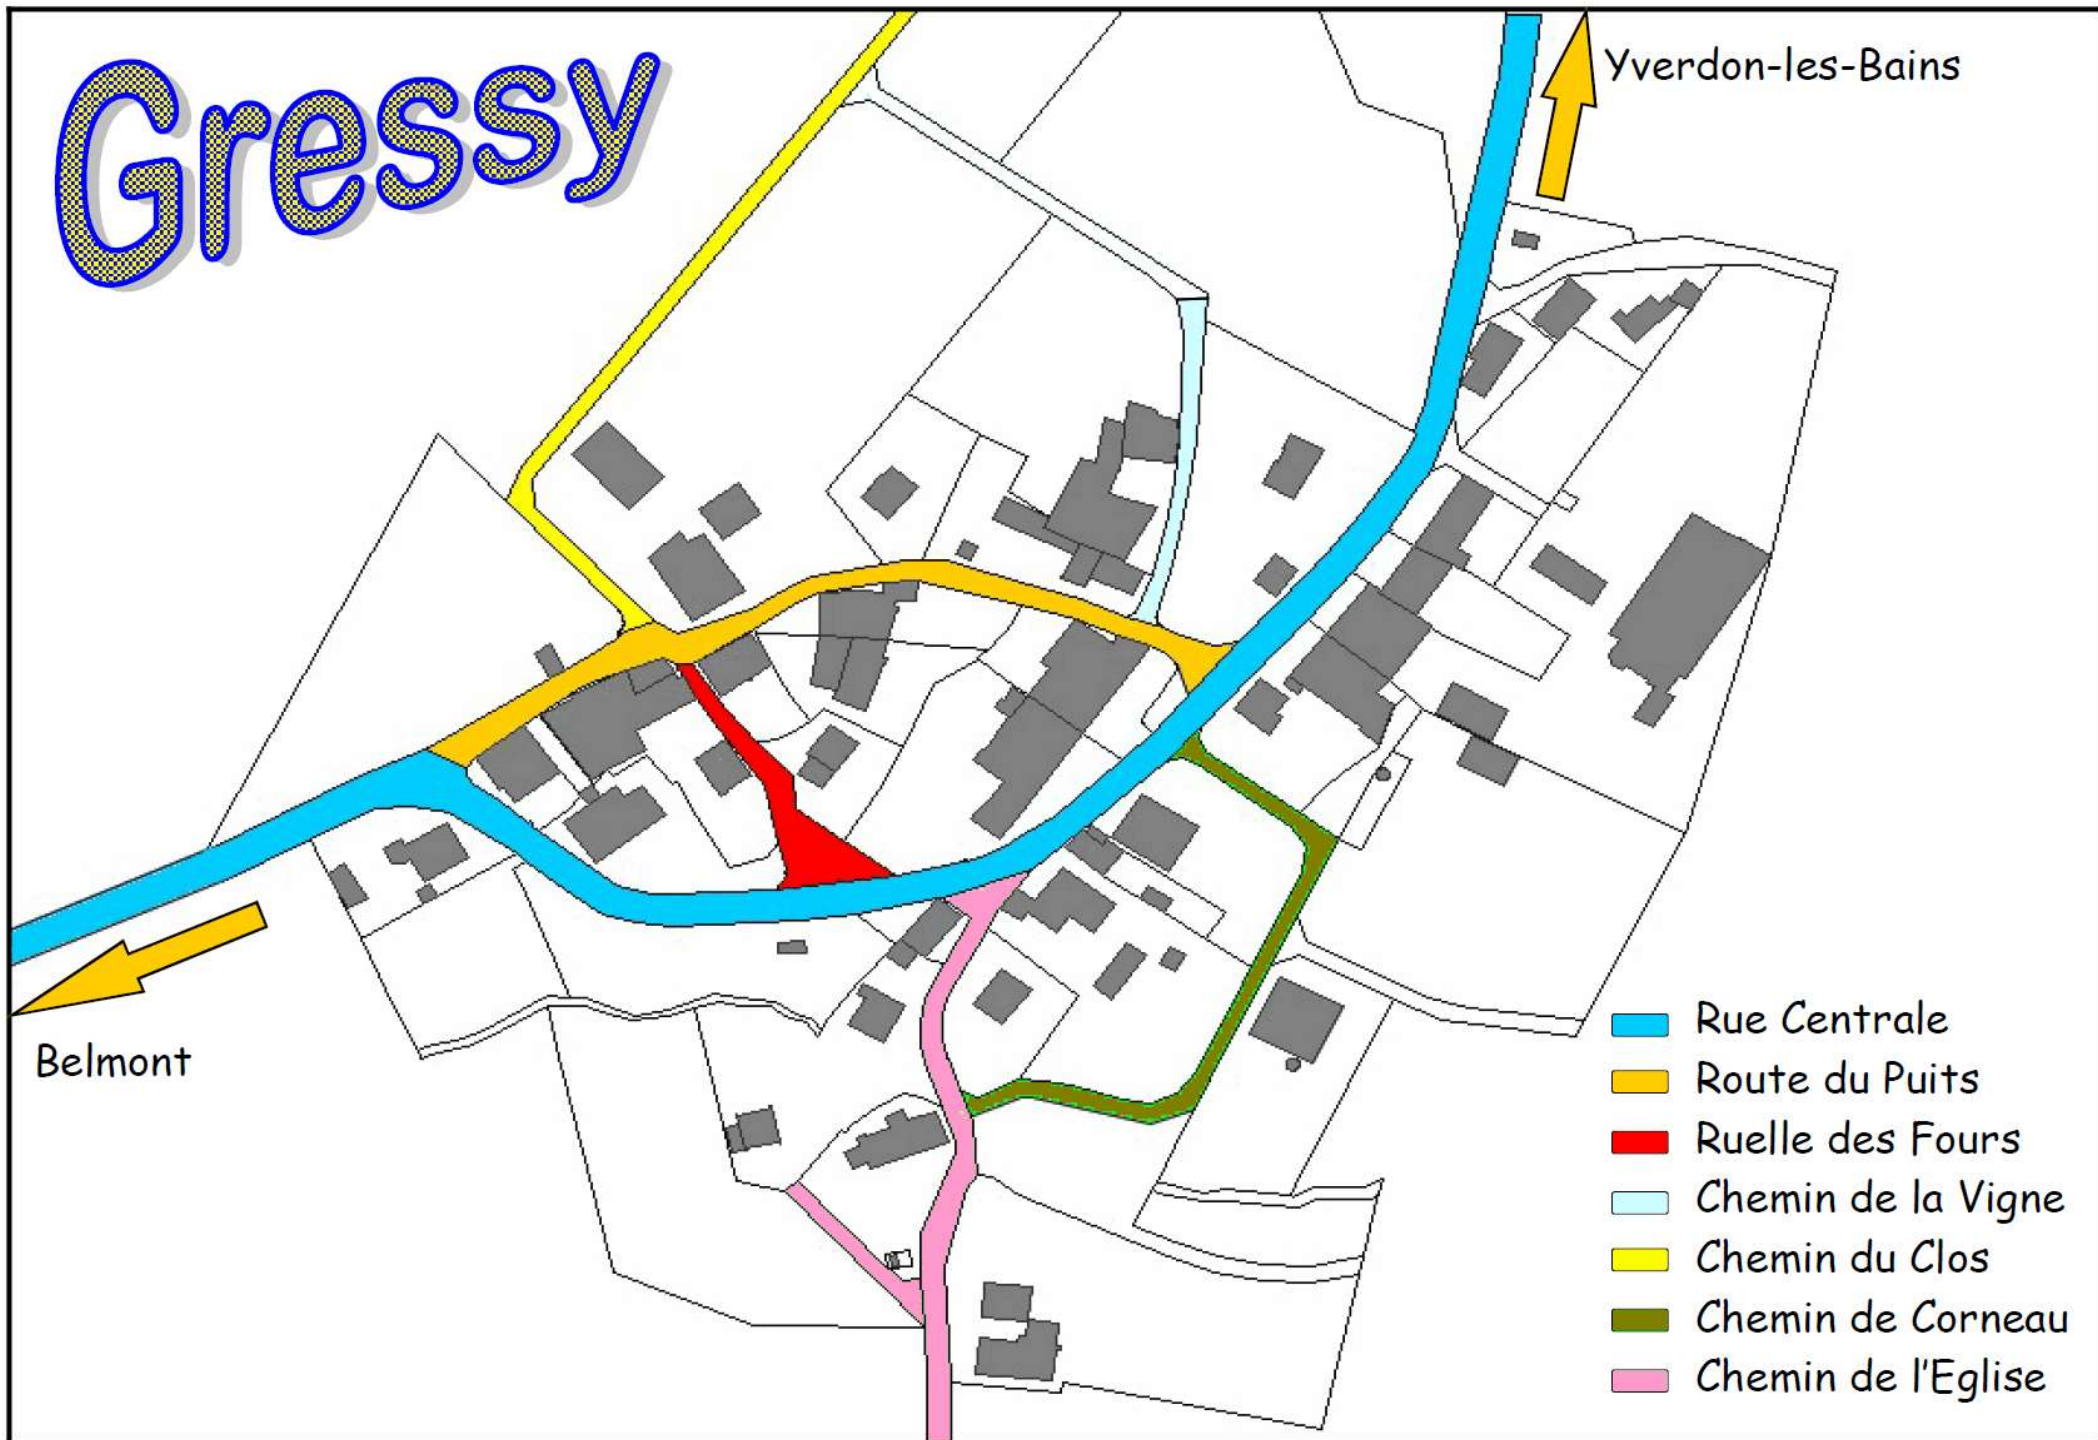 Gressy
Yverdon-les-Bains
Belmont
Rue Centrale
Route du Puits
Ruelle des Fours
Chemin de la Vigne
Chemin du Clos
Chemin de Corneau
Chemin de l'Eglise